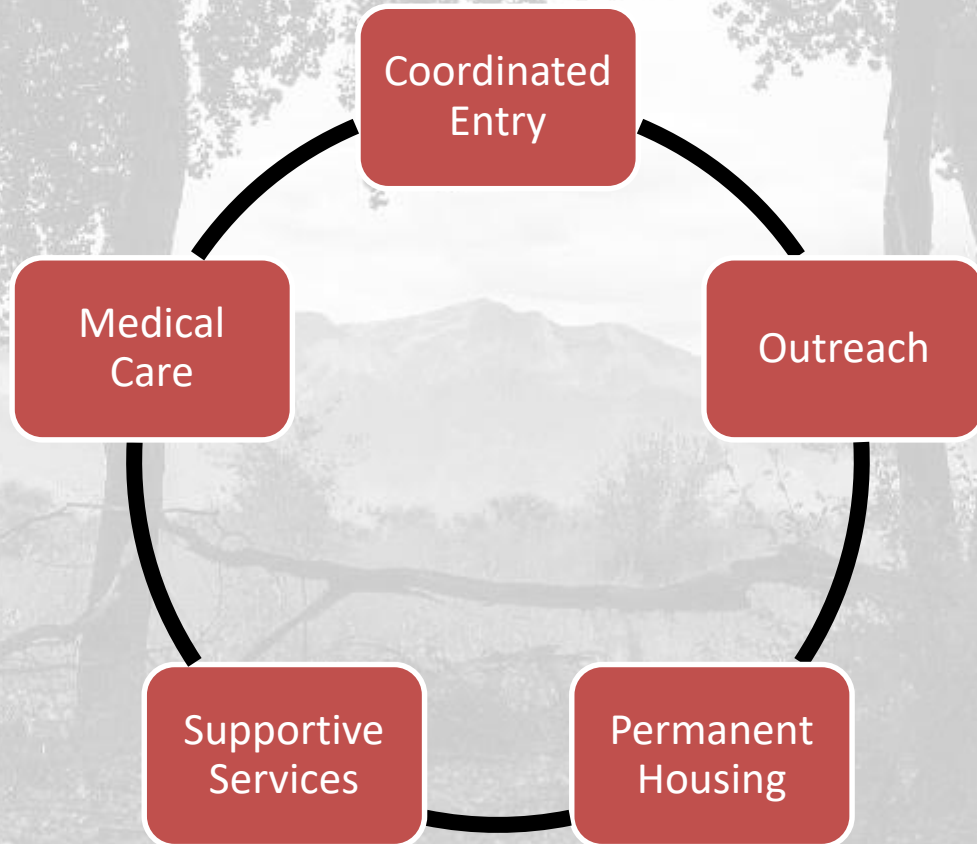 Coordinated
Entry
Outreach
Permanent
Housing
Supportive
Services
Medical
Care